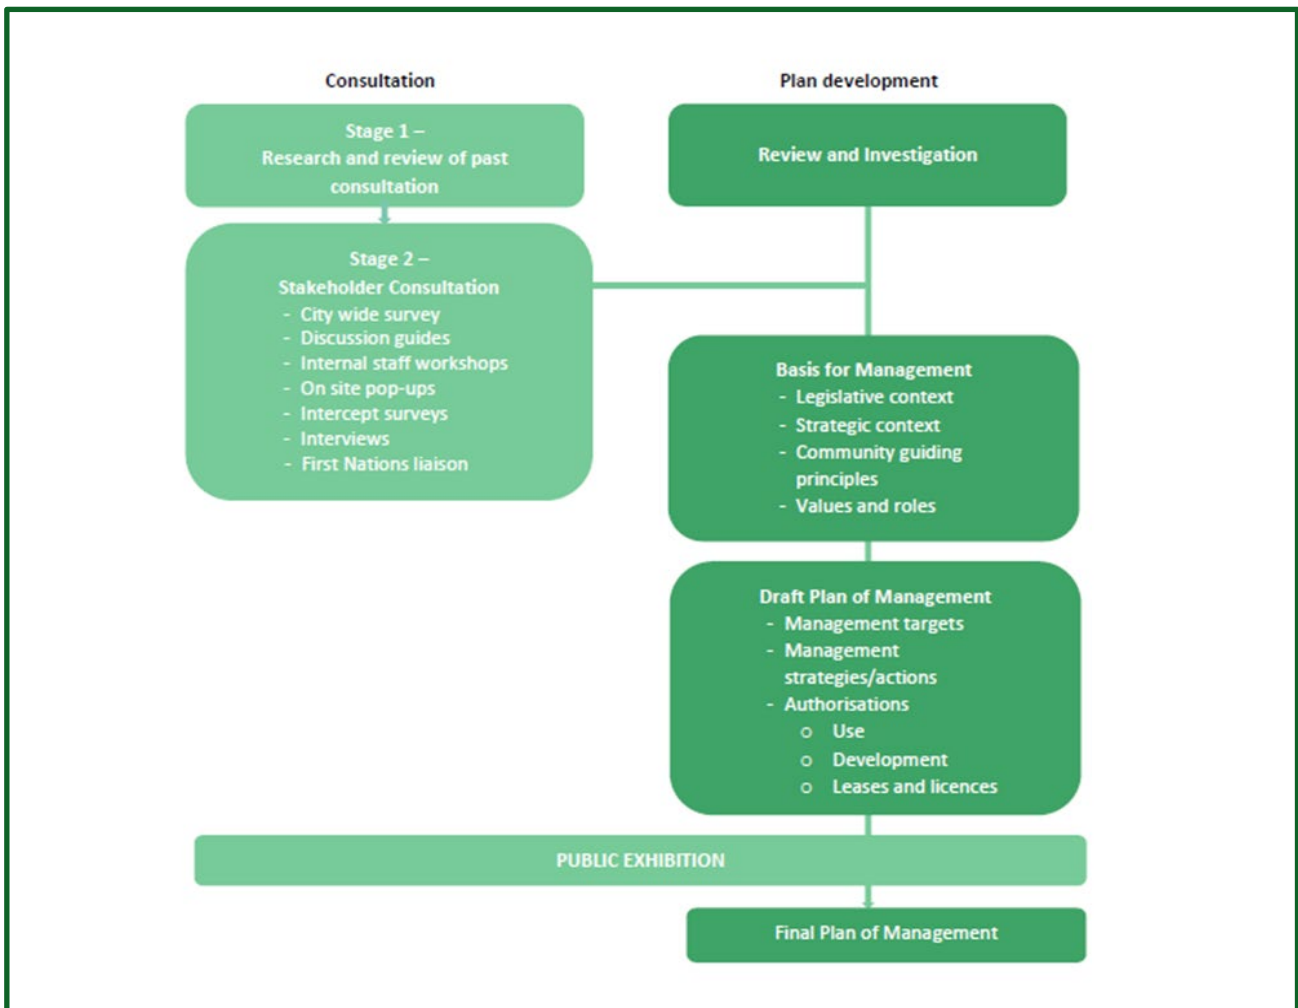 Consultation
Stage 1 –
Research and review of past
consultation
Stage 2 –
Stakeholder Consultation
- City wide survey
- Discussion guides
- Internal staff workshops
- On site pop-ups
- Intercept surveys
- Interviews
- First Nations liaison
Plan development
Review and Investigation
Basis for Management
- Legislative context
- Strategic context
- Community guiding
principles
- Values and roles
Draft Plan of Management
- Management targets
- Management
strategies/actions
- Authorisations
o Use
o Development
o Leases and licences
PUBLIC EXHIBITION
Final Plan of Management